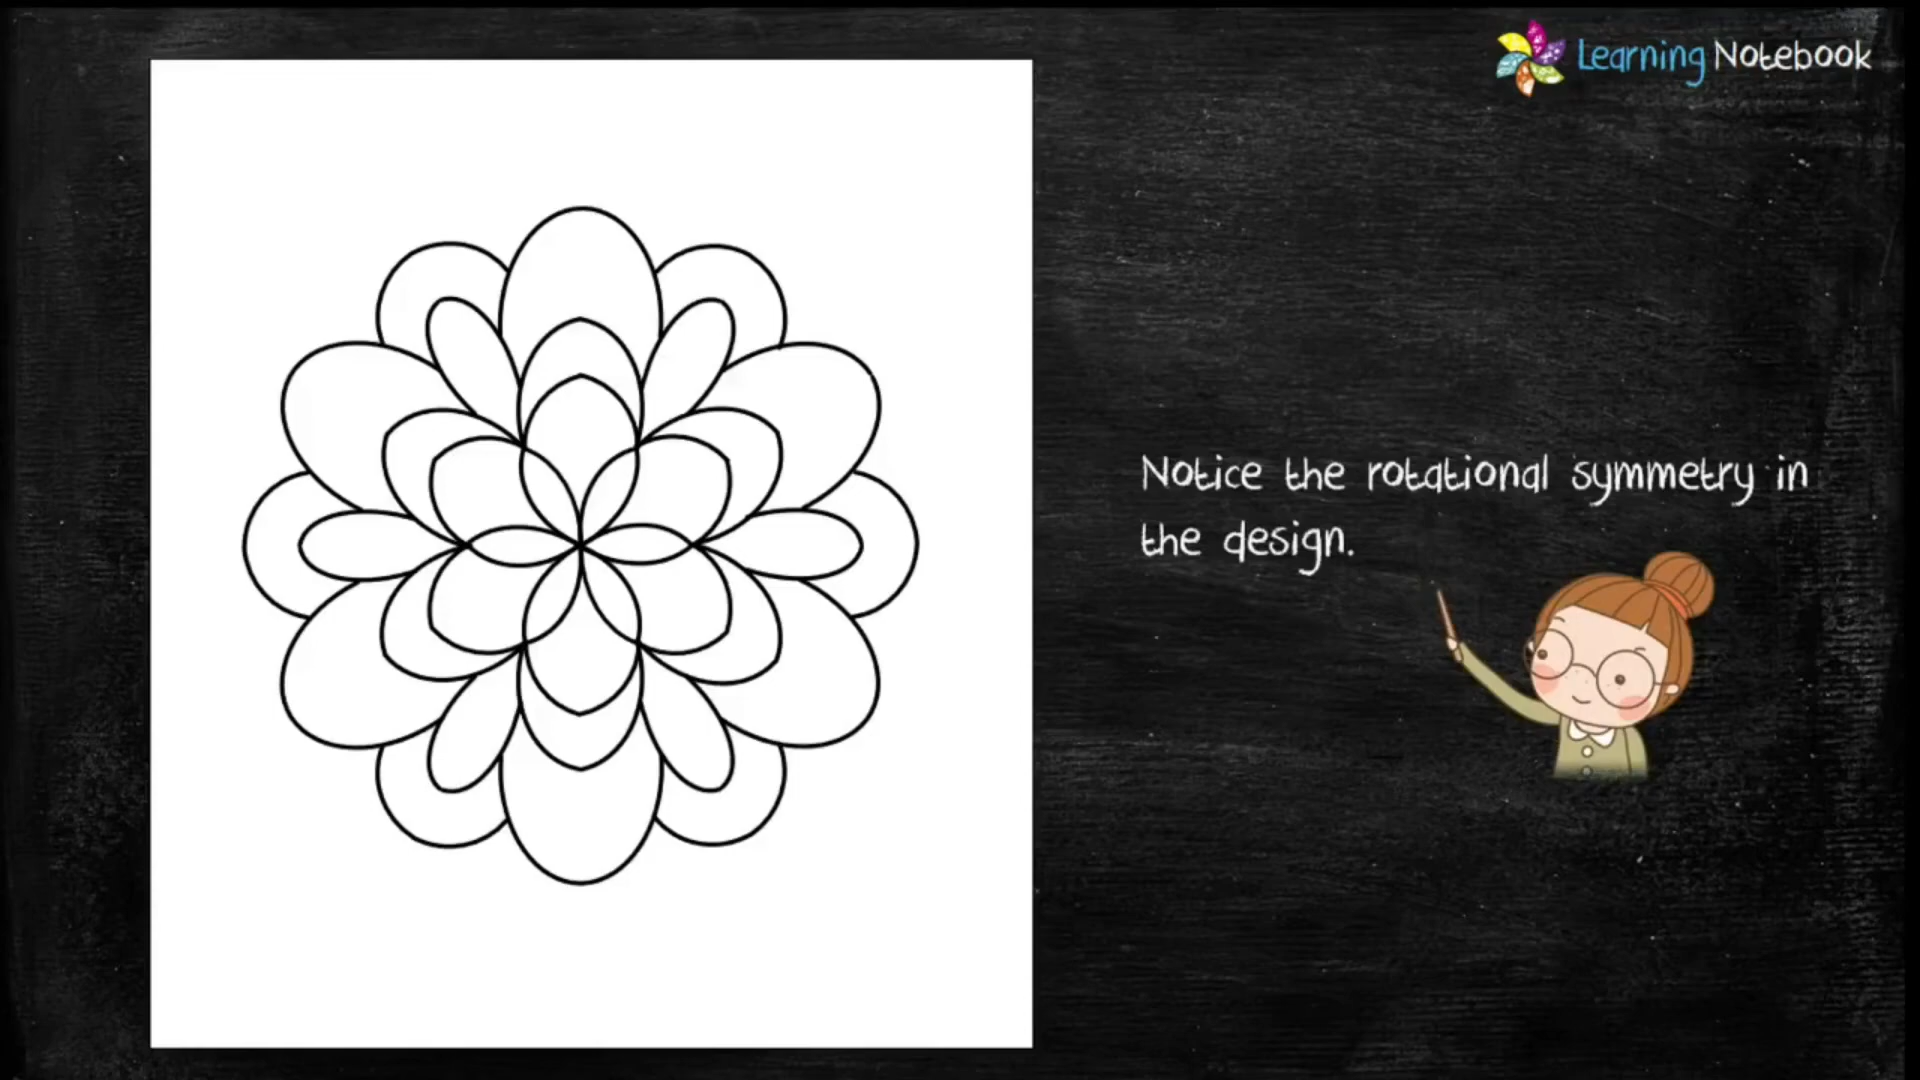 Learning Notebook
Notice the rotational symmetry in
the design.